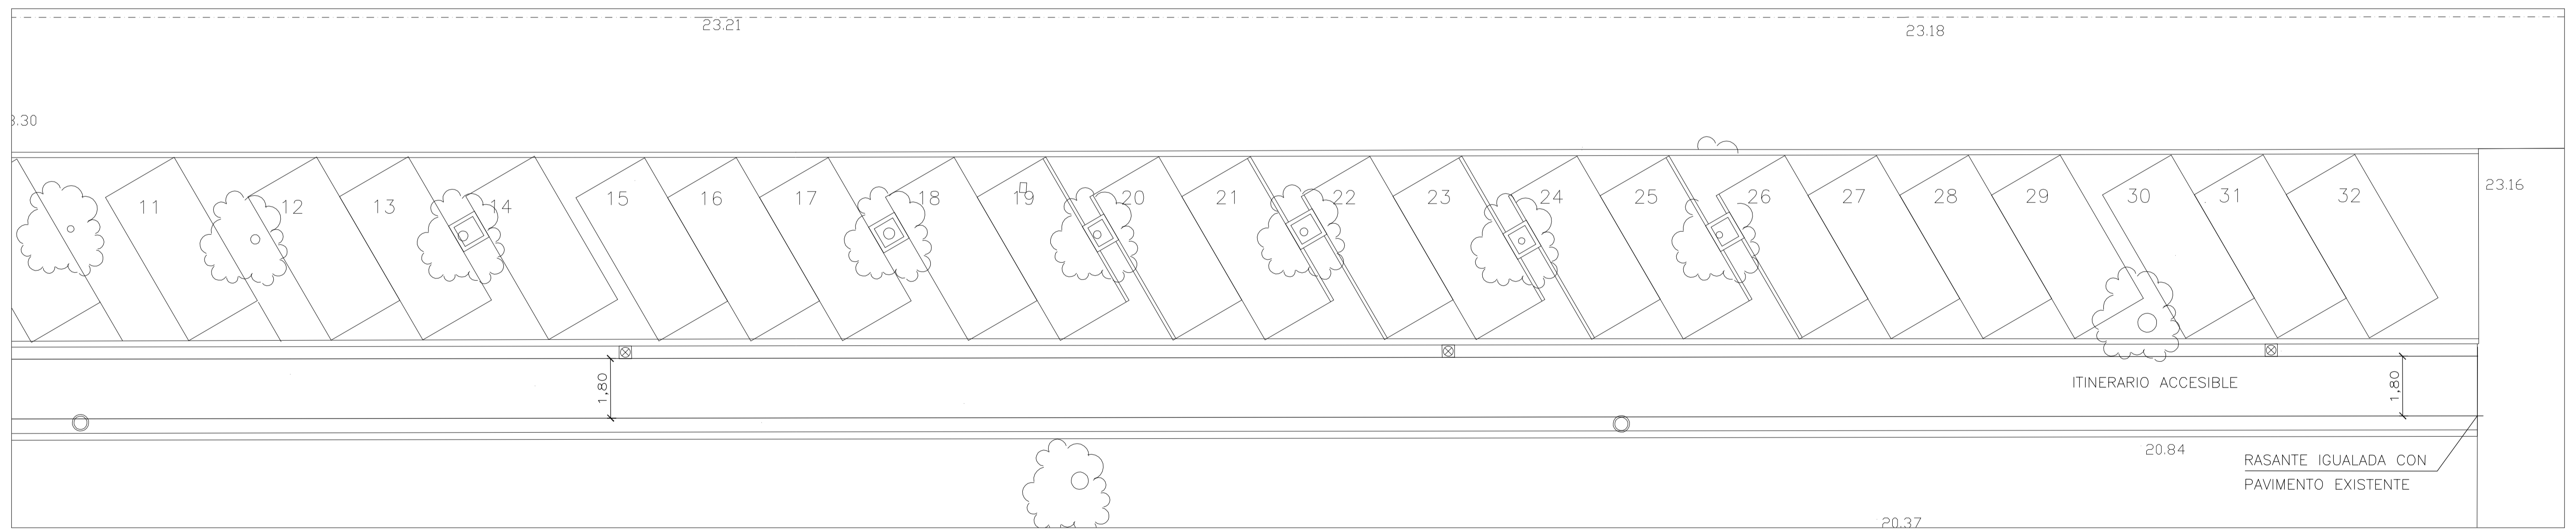 23.21
23.18
3.30
23.16
11 12 13 14 15 16 17 18 19 20 21 22 23 24 25 26 27 28 29 30 31 32
1,80
1,80
ITINERARIO ACCESIBLE
20.84
RASANTE IGUALADA CON
PAVIMENTO EXISTENTE
20.37